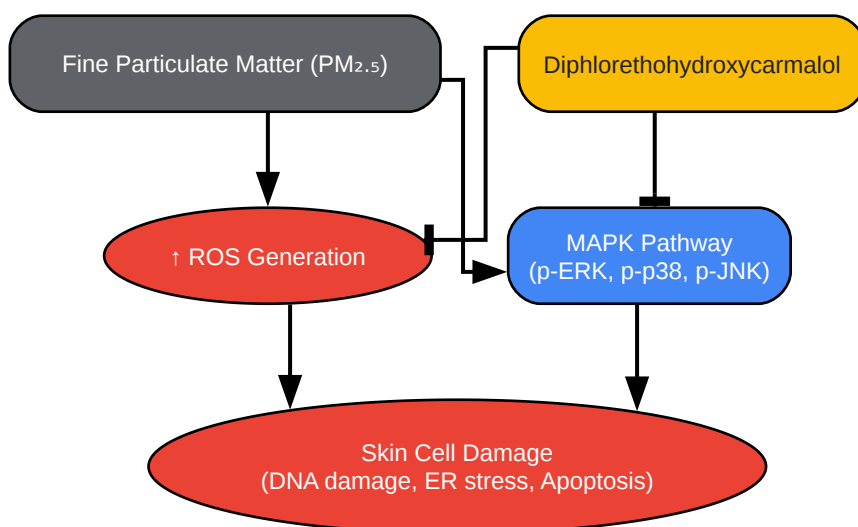 Fine Particulate Matter (PM₂.₅)
Diphlorethohydroxycarmalol
↑ ROS Generation
MAPK Pathway
(p-ERK, p-p38, p-JNK)
Skin Cell Damage
(DNA damage, ER stress, Apoptosis)